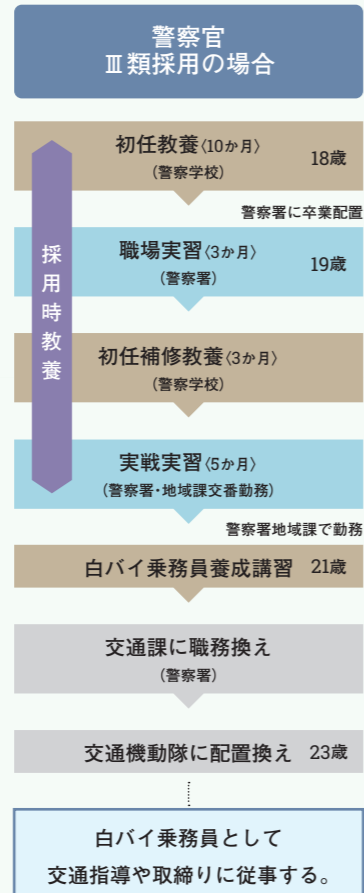 警察官
Ⅲ類採用の場合
採用時教養
初任教養〈10か月〉 18歳
(警察学校)
警察署に卒業配置
職場実習〈3か月〉 19歳
(警察署)
初任補修教養〈3か月〉
(警察学校)
実戦実習〈5か月〉
(警察署・地域課交番勤務)
警察署地域課で勤務
白バイ乗務員養成講習 21歳
交通課に職務換え
(警察署)
交通機動隊に配置換え 23歳
白バイ乗務員として
交通指導や取締りに従事する。